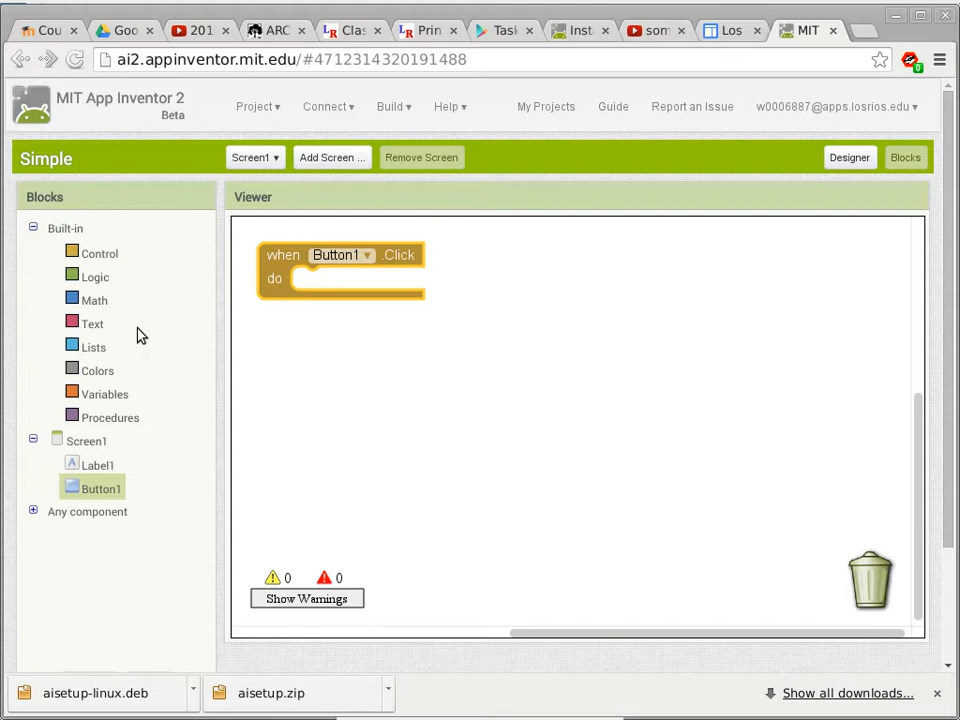 Cou Goo 201 ARC Clas Prin Task Inst som Los MIT
ai2.appinventor.mit.edu/#4712314320191488
MIT App Inventor 2
Beta
Project Connect Build Help My Projects Guide Report an Issue w0006887@apps.losrios.edu
Simple Screen1 Add Screen ... Remove Screen Designer Blocks
Blocks
Viewer
Built-in
Control
Logic
Math
Text
Lists
Colors
Variables
Procedures
Screen1
Label1
Button1
Any component
when Button1 .Click
do
0 0
Show Warnings
aisetup-linux.deb aisetup.zip Show all downloads...